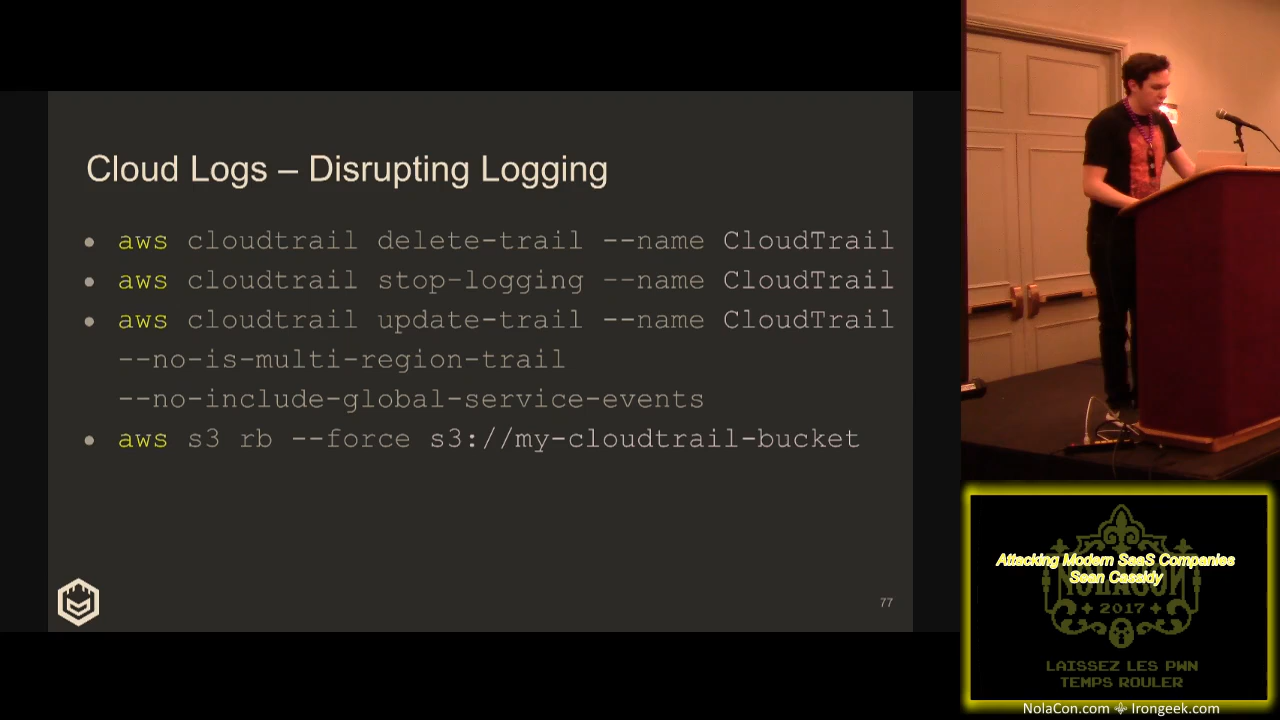 Cloud Logs – Disrupting Logging
aws cloudtrail delete-trail --name CloudTrail
aws cloudtrail stop-logging --name CloudTrail
aws cloudtrail update-trail --name CloudTrail
--no-is-multi-region-trail
--no-include-global-service-events
aws s3 rb --force s3://my-cloudtrail-bucket
77
Attacking Modern SaaS Companies
Sean Cassidy
NOLACON
2017
LAISSEZ LES PWN
TEMPS ROULER
NolaCon.com ⚜ Irongeek.com